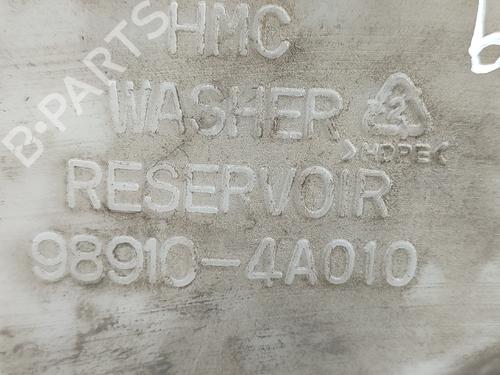 B-PARTS
HMC
WASHER
>HDPE<
RESERVOIR
98910-4A010